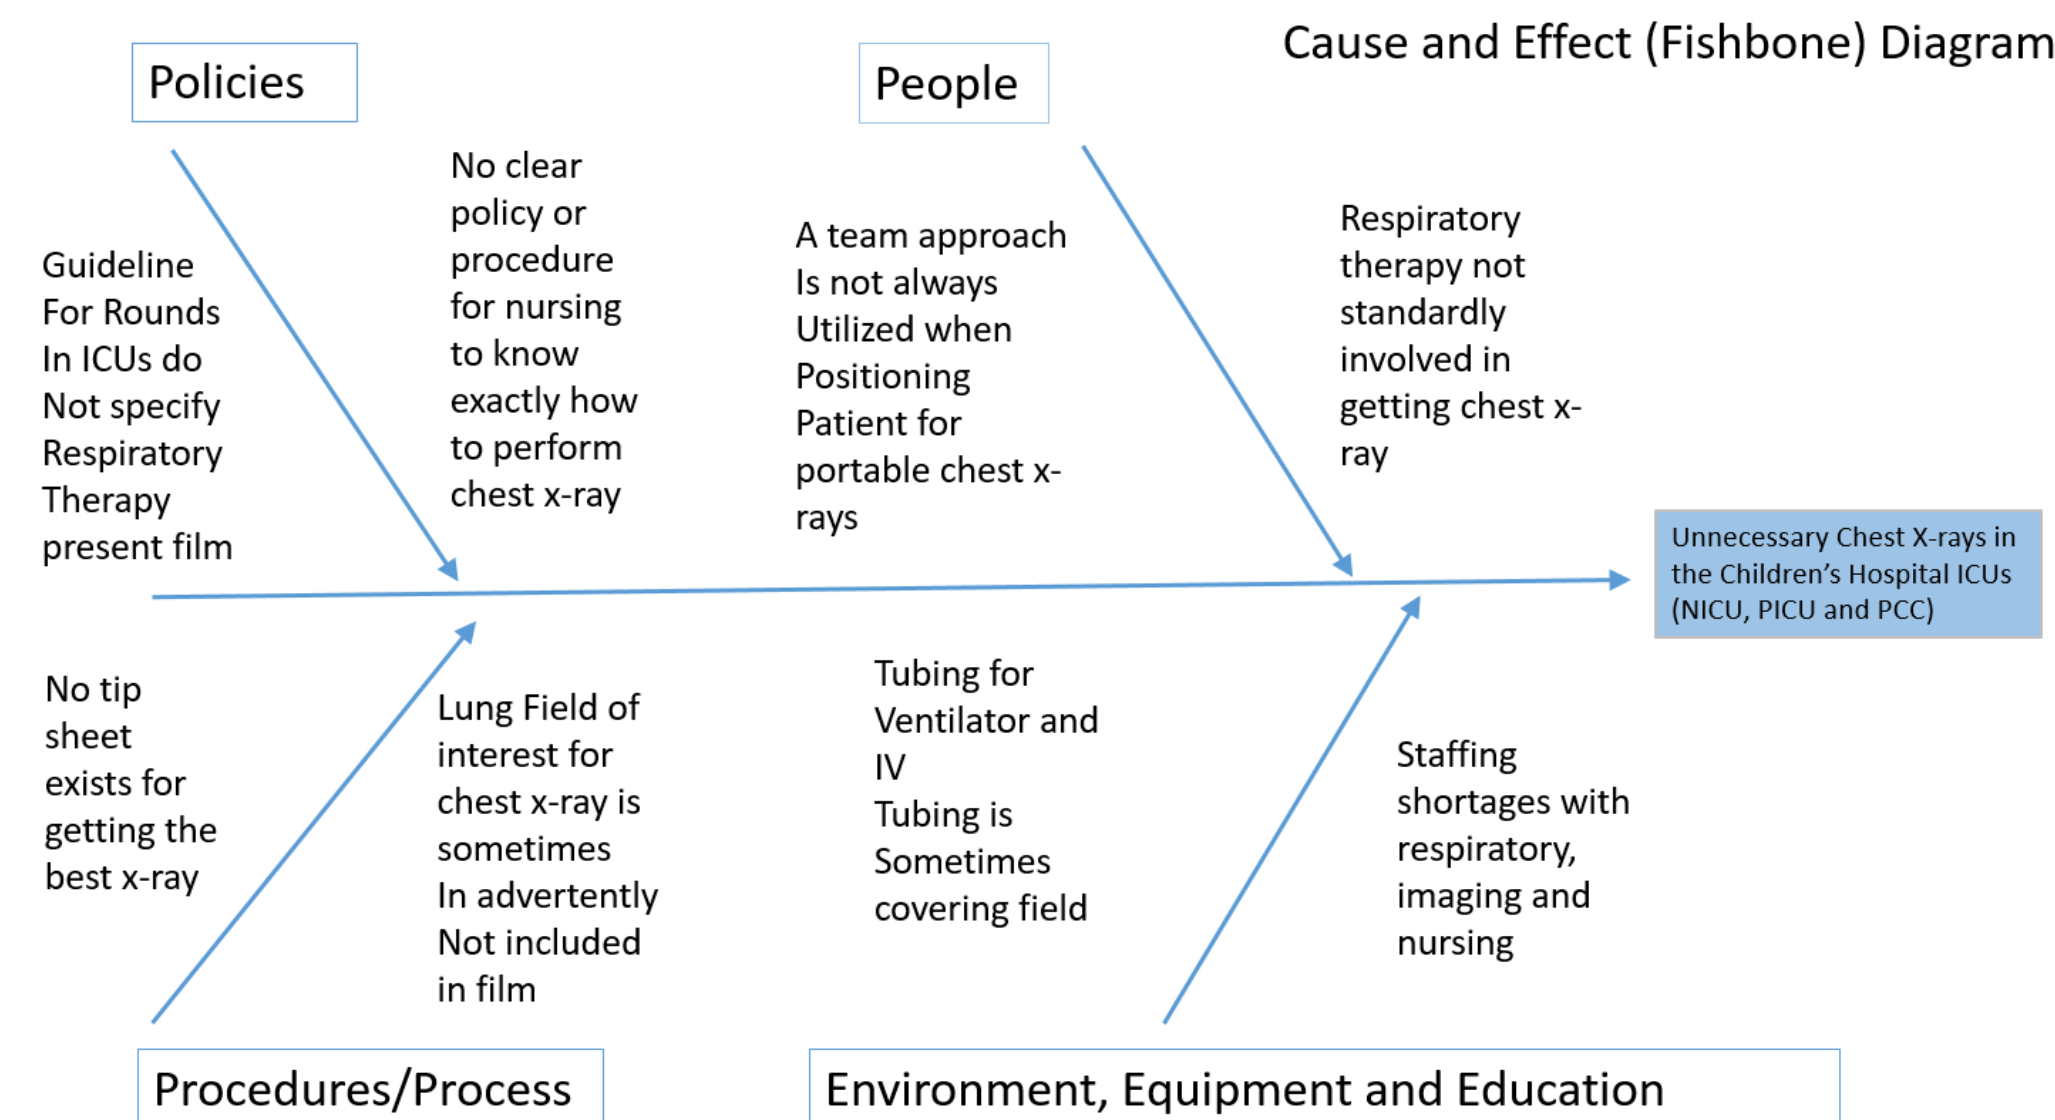 Cause and Effect (Fishbone) Diagram
Policies
People
Guideline
For Rounds
In ICUs do
Not specify
Respiratory
Therapy
present film
No clear
policy or
procedure
for nursing
to know
exactly how
to perform
chest x-ray
A team approach
Is not always
Utilized when
Positioning
Patient for
portable chest x-
rays
Respiratory
therapy not
standardly
involved in
getting chest x-
ray
Unnecessary Chest X-rays in
the Children’s Hospital ICUs
(NICU, PICU and PCC)
No tip
sheet
exists for
getting the
best x-ray
Lung Field of
interest for
chest x-ray is
sometimes
In advertently
Not included
in film
Tubing for
Ventilator and
IV
Tubing is
Sometimes
covering field
Staffing
shortages with
respiratory,
imaging and
nursing
Procedures/Process
Environment, Equipment and Education